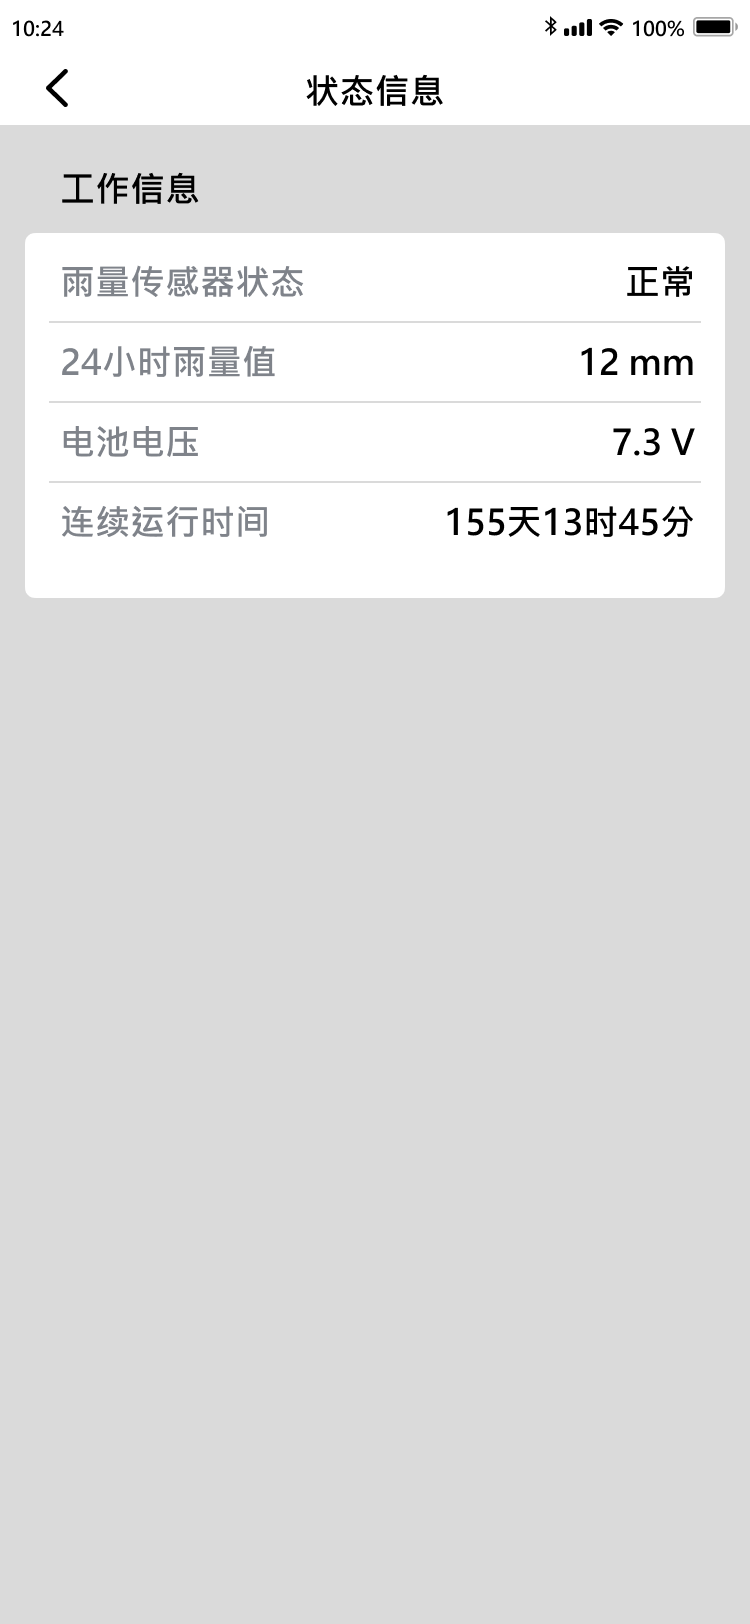 10:24 100%
状态信息
工作信息
雨量传感器状态 正常
24小时雨量值 12 mm
电池电压 7.3 V
连续运行时间 155天13时45分